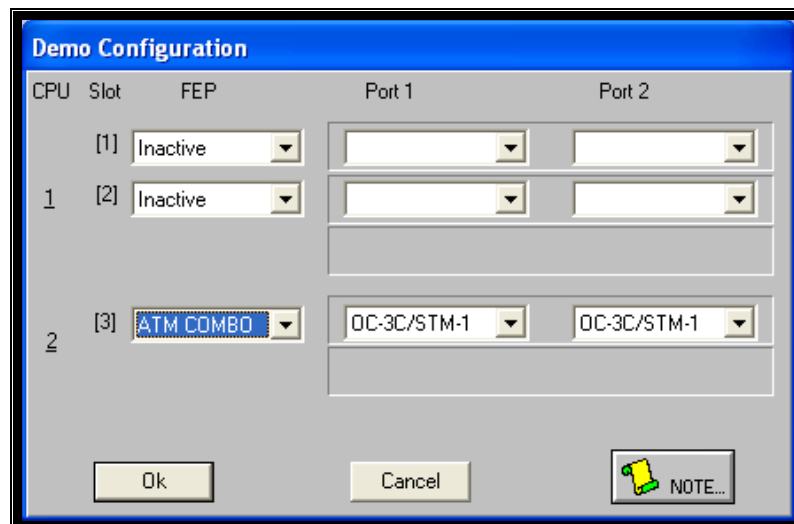 Demo Configuration
CPU Slot FEP Port 1 Port 2
[1] Inactive
1 [2] Inactive
[3] ATM COMBO OC-3C/STM-1 OC-3C/STM-1
2
Ok Cancel NOTE...